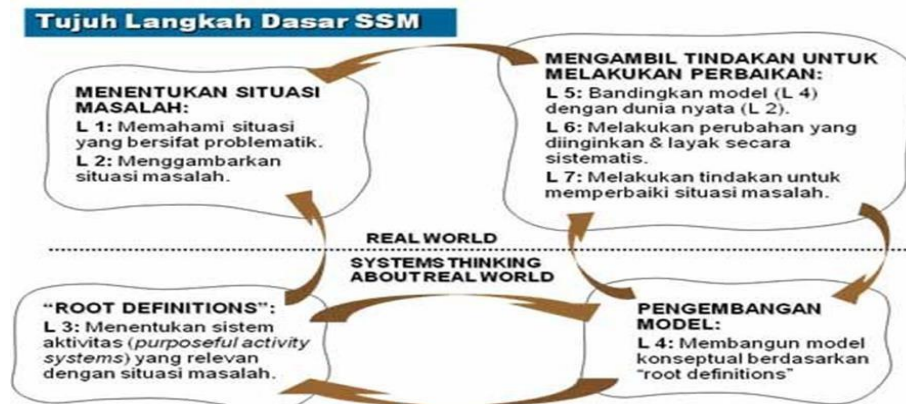 Tujuh Langkah Dasar SSM
MENENTUKAN SITUASI
MASALAH:
L 1: Memahami situasi
yang bersifat problematik.
L 2: Menggambarkan
situasi masalah.
MENGAMBIL TINDAKAN UNTUK
MELAKUKAN PERBAIKAN:
L 5: Bandingkan model (L 4)
dengan dunia nyata (L 2).
L 6: Melakukan perubahan yang
diinginkan & layak secara
sistematis.
L 7: Melakukan tindakan untuk
memperbaiki situasi masalah.
REAL WORLD
SYSTEMS THINKING
ABOUT REAL WORLD
“ROOT DEFINITIONS”:
L 3: Menentukan sistem
aktivitas (purposeful activity
systems) yang relevan
dengan situasi masalah.
PENGEMBANGAN
MODEL:
L 4: Membangun model
konseptual berdasarkan
“root definitions”